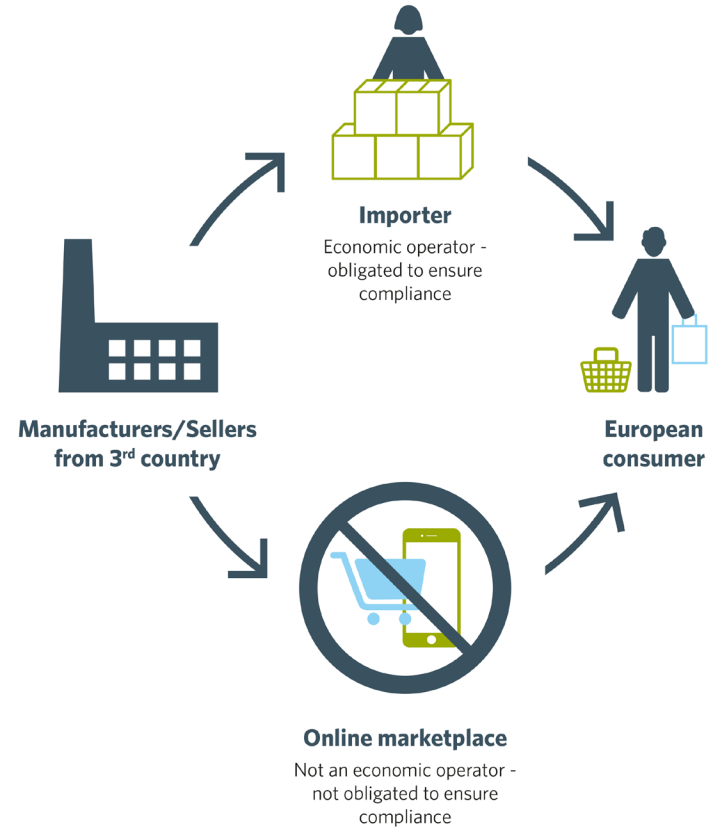 Importer
Economic operator -
obligated to ensure
compliance
Manufacturers/Sellers
from 3rd country
European
consumer
Online marketplace
Not an economic operator -
not obligated to ensure
compliance